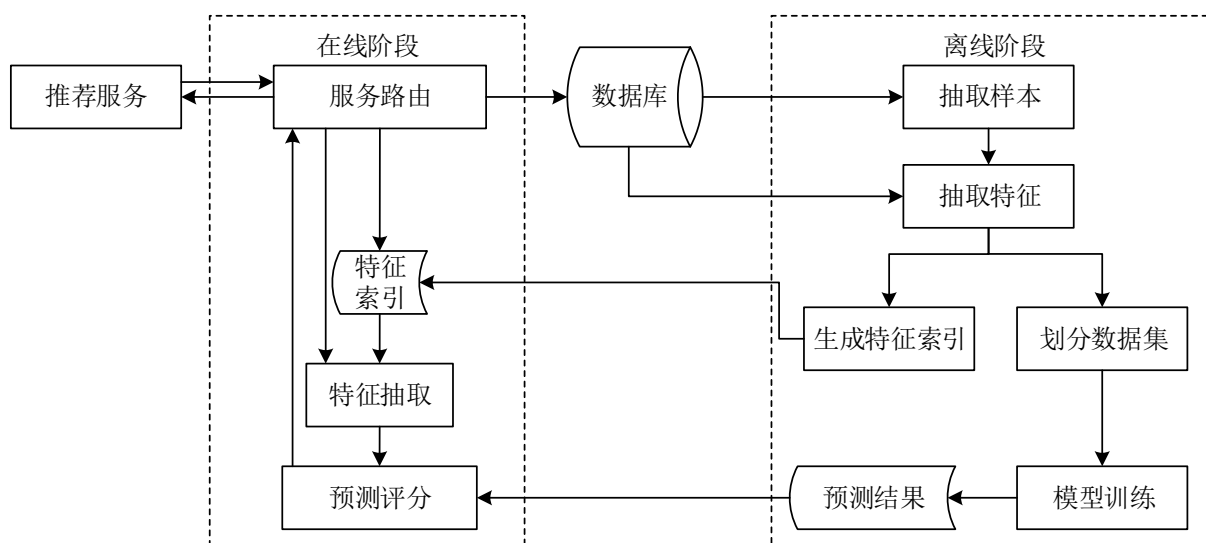 在线阶段
离线阶段
推荐服务
服务路由
数据库
抽取样本
抽取特征
特征
索引
生成特征索引
划分数据集
特征抽取
预测评分
预测结果
模型训练